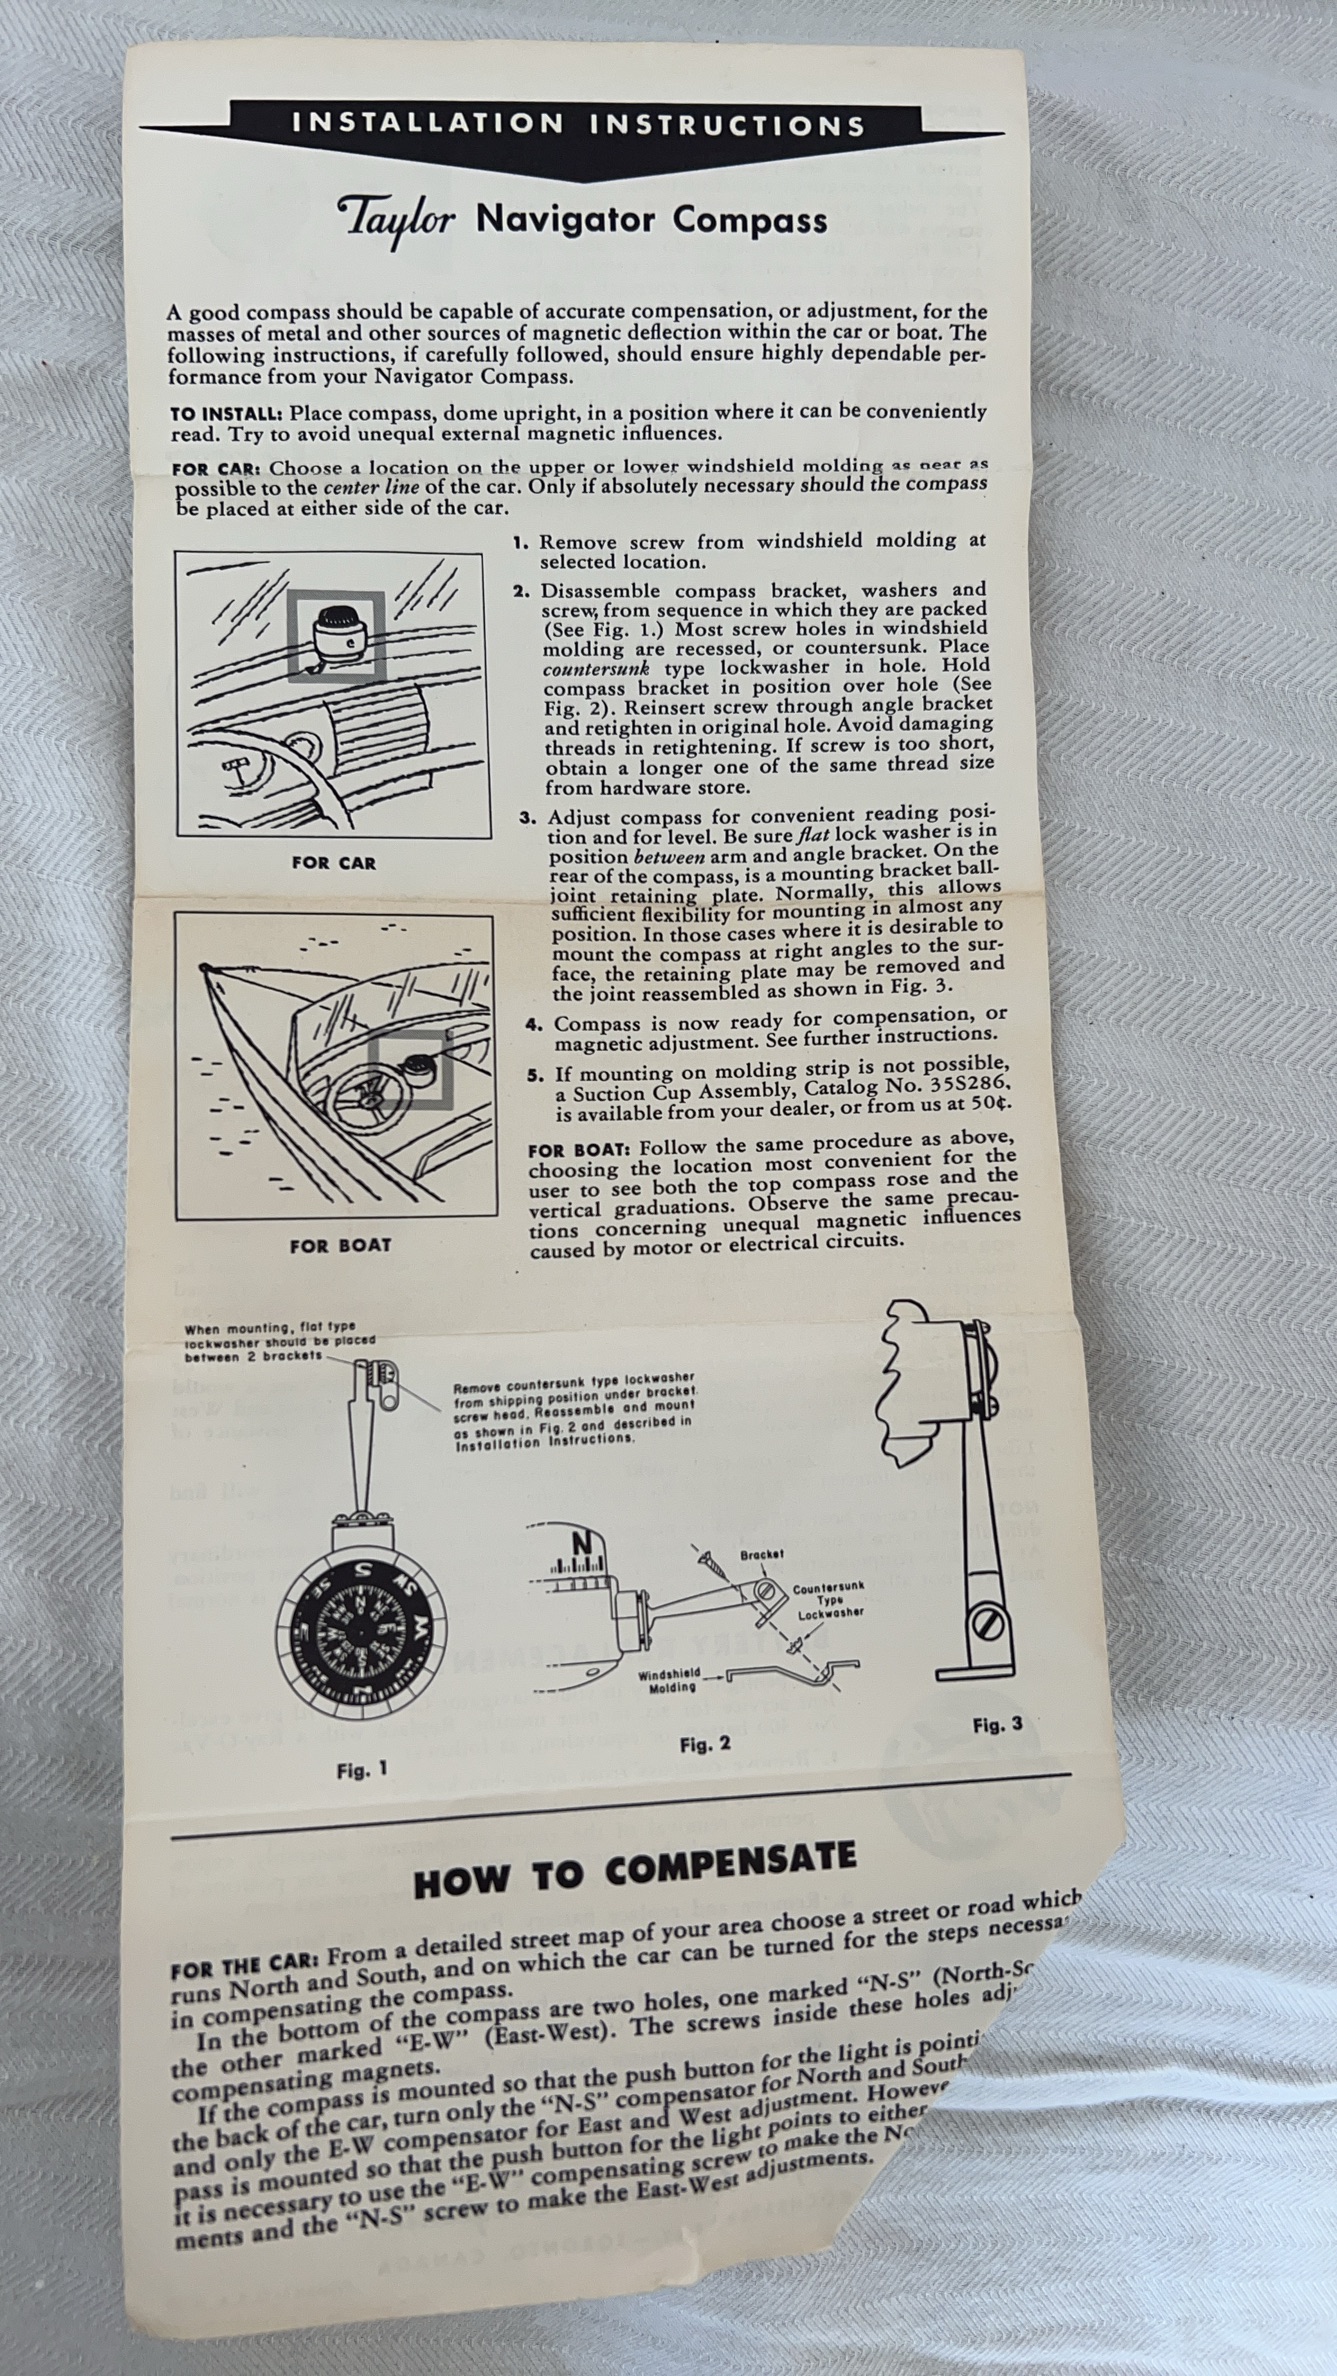 INSTALLATION INSTRUCTIONS
Taylor Navigator Compass
A good compass should be capable of accurate compensation, or adjustment, for the
masses of metal and other sources of magnetic deflection within the car or boat. The
following instructions, if carefully followed, should ensure highly dependable per-
formance from your Navigator Compass.
TO INSTALL: Place compass, dome upright, in a position where it can be conveniently
read. Try to avoid unequal external magnetic influences.
FOR CAR: Choose a location on the upper or lower windshield molding as near as
possible to the center line of the car. Only if absolutely necessary should the compass
be placed at either side of the car.
1. Remove screw from windshield molding at
selected location.
2. Disassemble compass bracket, washers and
screw, from sequence in which they are packed
(See Fig. 1.) Most screw holes in windshield
molding are recessed, or countersunk. Place
countersunk type lockwasher in hole. Hold
compass bracket in position over hole (See
Fig. 2). Reinsert screw through angle bracket
and retighten in original hole. Avoid damaging
threads in retightening. If screw is too short,
obtain a longer one of the same thread size
from hardware store.
3. Adjust compass for convenient reading posi-
tion and for level. Be sure flat lock washer is in
position between arm and angle bracket. On the
rear of the compass, is a mounting bracket ball-
joint retaining plate. Normally, this allows
sufficient flexibility for mounting in almost any
position. In those cases where it is desirable to
mount the compass at right angles to the sur-
face, the retaining plate may be removed and
the joint reassembled as shown in Fig. 3.
4. Compass is now ready for compensation, or
magnetic adjustment. See further instructions.
5. If mounting on molding strip is not possible,
a Suction Cup Assembly, Catalog No. 35S286,
is available from your dealer, or from us at 50¢.
FOR BOAT: Follow the same procedure as above,
choosing the location most convenient for the
user to see both the top compass rose and the
vertical graduations. Observe the same precau-
tions concerning unequal magnetic influences
caused by motor or electrical circuits.
FOR CAR
FOR BOAT
When mounting, flat type
lockwasher should be placed
between 2 brackets
Remove countersunk type lockwasher
from shipping position under bracket
screw head. Reassemble and mount
as shown in Fig. 2 and described in
Installation Instructions.
S
SW
W
N
E
SE
Fig. 1
N
Bracket
Countersunk
Type
Lockwasher
Windshield
Molding
Fig. 2
Fig. 3
HOW TO COMPENSATE
FOR THE CAR: From a detailed street map of your area choose a street or road which
runs North and South, and on which the car can be turned for the steps necessa
in compensating the compass.
In the bottom of the compass are two holes, one marked “N-S” (North-So
the other marked “E-W” (East-West). The screws inside these holes adj
compensating magnets.
If the compass is mounted so that the push button for the light is pointi
the back of the car, turn only the “N-S” compensator for North and South
and only the E-W compensator for East and West adjustment. Howeve
pass is mounted so that the push button for the light points to either
it is necessary to use the “E-W” compensating screw to make the No
ments and the “N-S” screw to make the East-West adjustments.